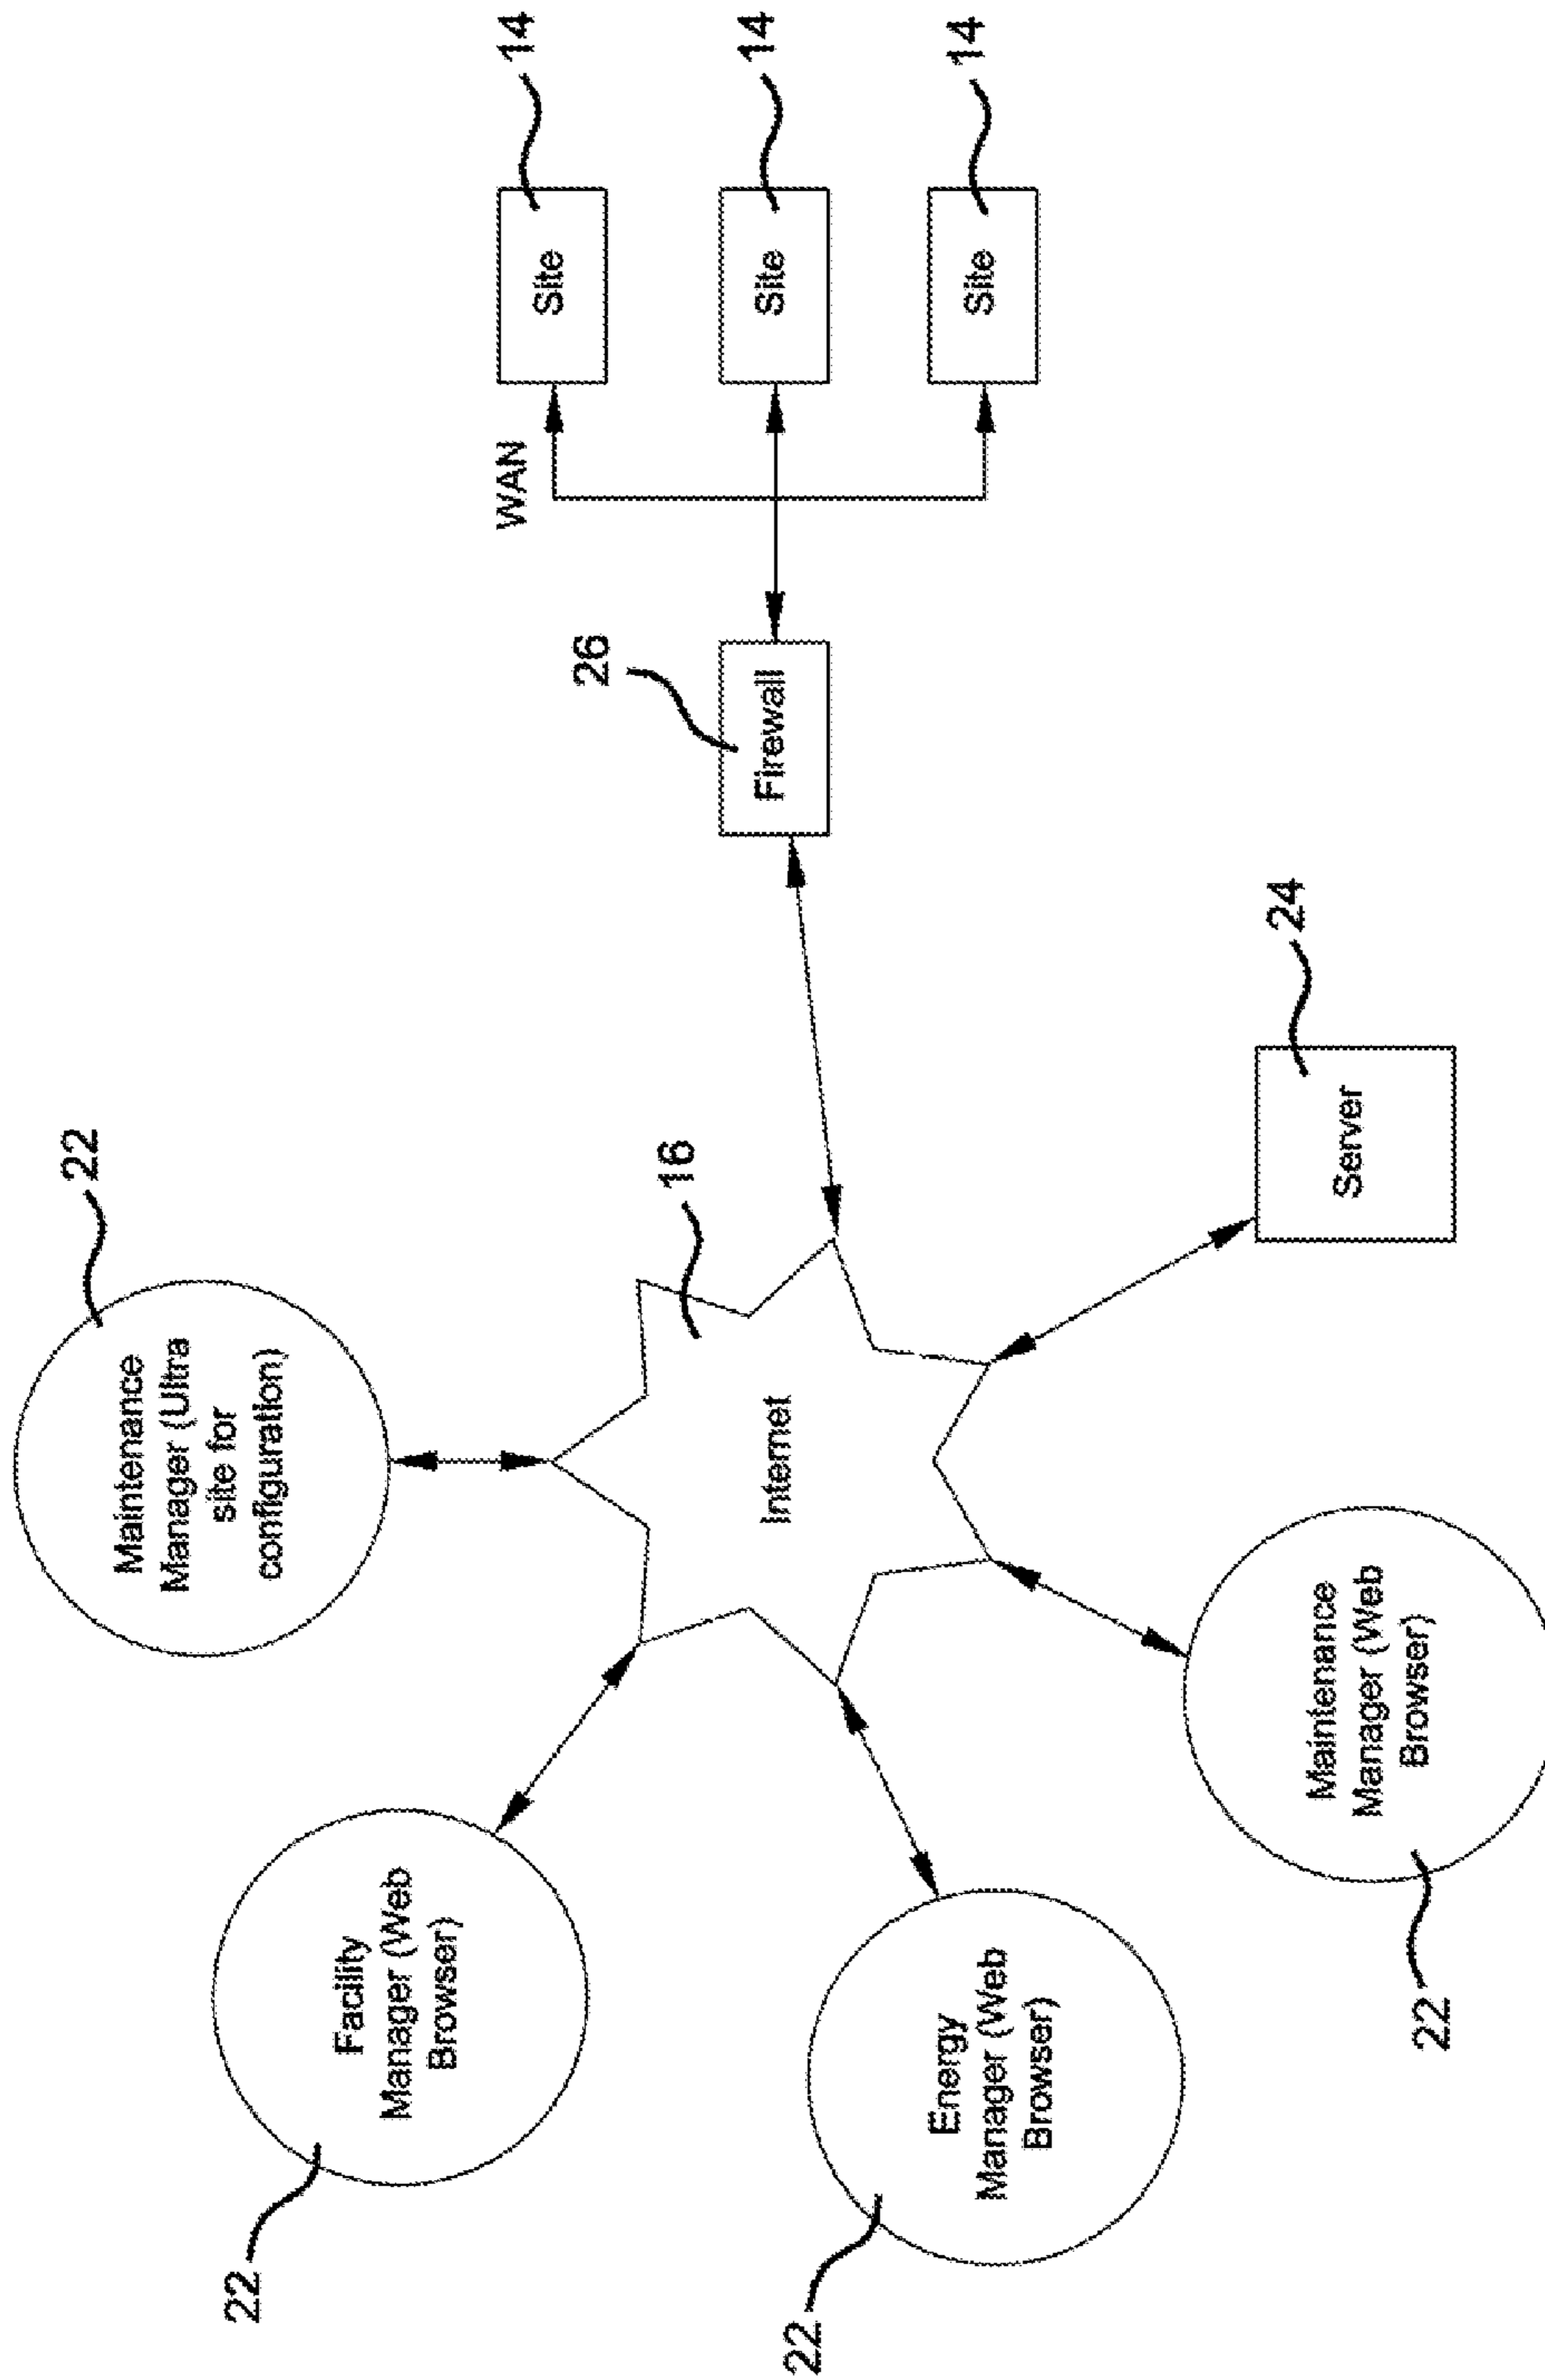 22
Maintenance
Manager (Ultra
site for
configuration)
22
Facility
Manager (Web
Browser)
16
Internet
26
Firewall
WAN
Site
14
Site
14
Site
14
22
Energy
Manager (Web
Browser)
24
Server
22
Maintenance
Manager (Web
Browser)